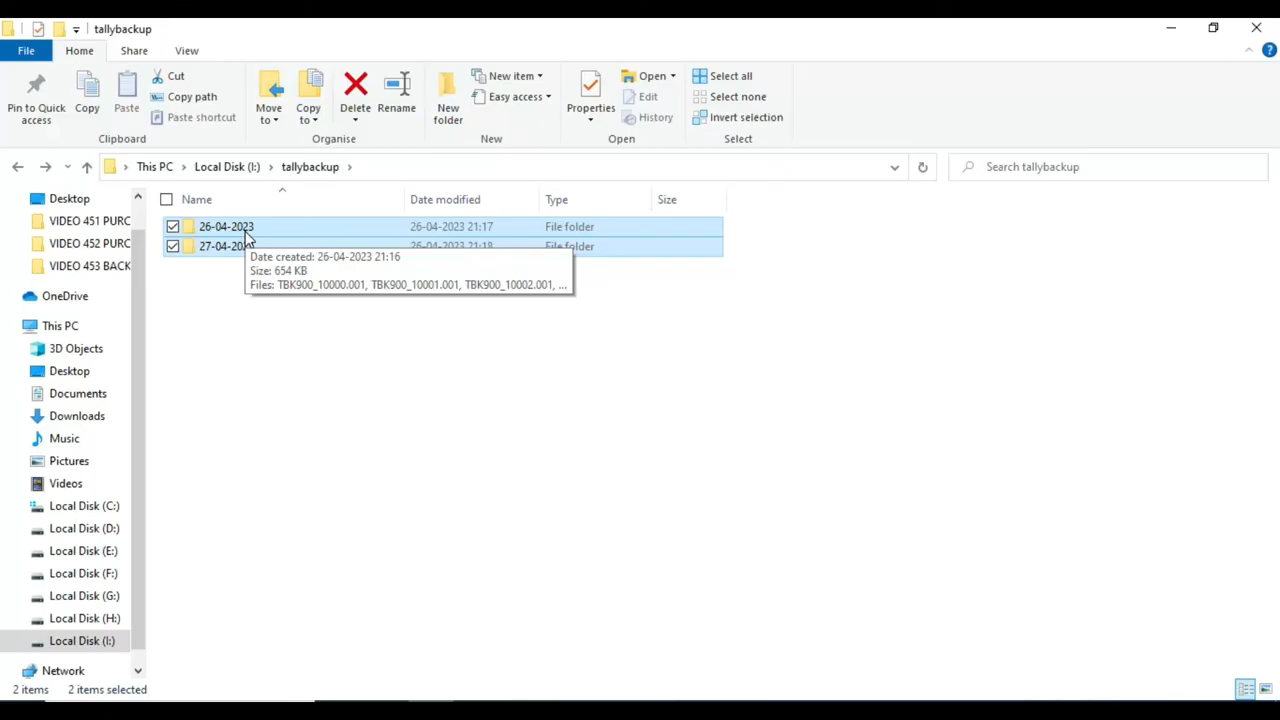 tallybackup
File
Home
Share
View
Pin to Quick access
Copy
Paste
Cut
Copy path
Paste shortcut
Clipboard
Move to
Copy to
Delete
Rename
Organise
New folder
New item
Easy access
New
Properties
Open
Edit
History
Open
Select all
Select none
Invert selection
Select
This PC > Local Disk (I:) > tallybackup >
Search tallybackup
Name
Date modified
Type
Size
26-04-2023
26-04-2023 21:17
File folder
26-04-2023 21:18
File folder
Date created: 26-04-2023 21:16
Size: 654 KB
Files: TBK900_10000.001, TBK900_10001.001, TBK900_10002.001, ...
Desktop
VIDEO 451 PURC
VIDEO 452 PURC
VIDEO 453 BACK
OneDrive
This PC
3D Objects
Desktop
Documents
Downloads
Music
Pictures
Videos
Local Disk (C:)
Local Disk (D:)
Local Disk (E:)
Local Disk (F:)
Local Disk (G:)
Local Disk (H:)
Local Disk (I:)
Network
2 items
2 items selected